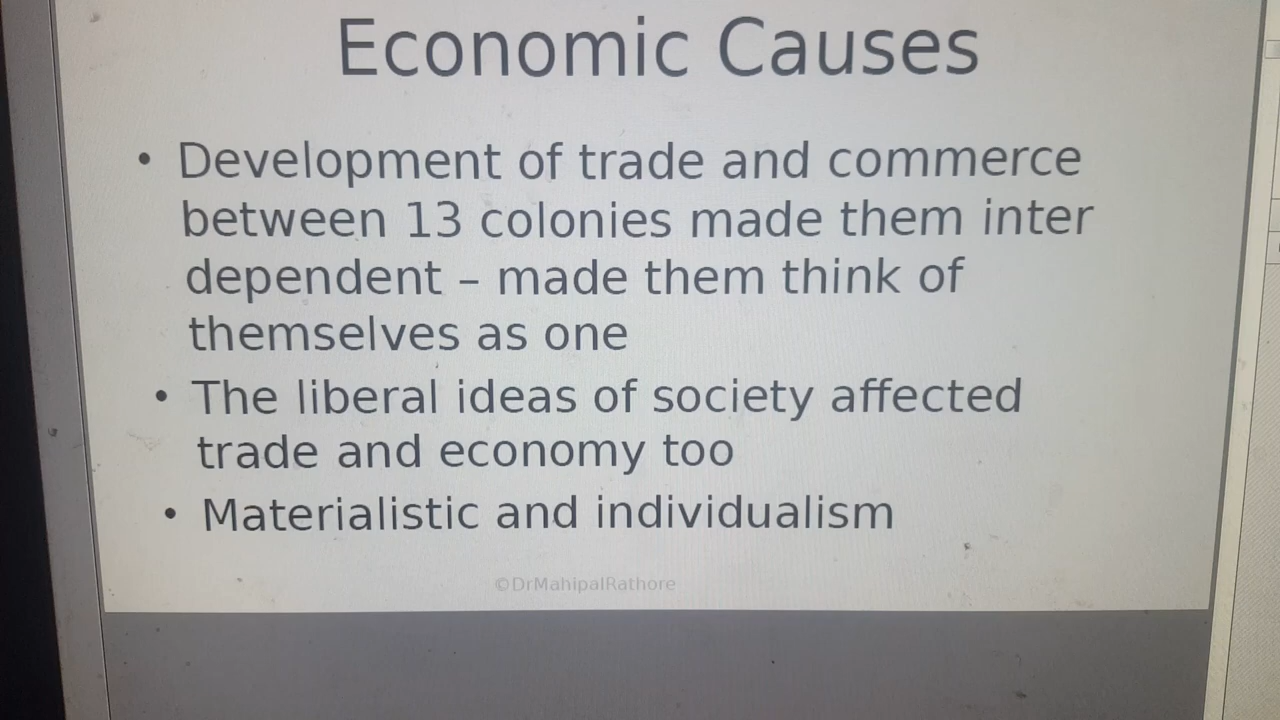 Economic Causes
• Development of trade and commerce
between 13 colonies made them inter
dependent – made them think of
themselves as one
• The liberal ideas of society affected
trade and economy too
• Materialistic and individualism
©DrMahipalRathore